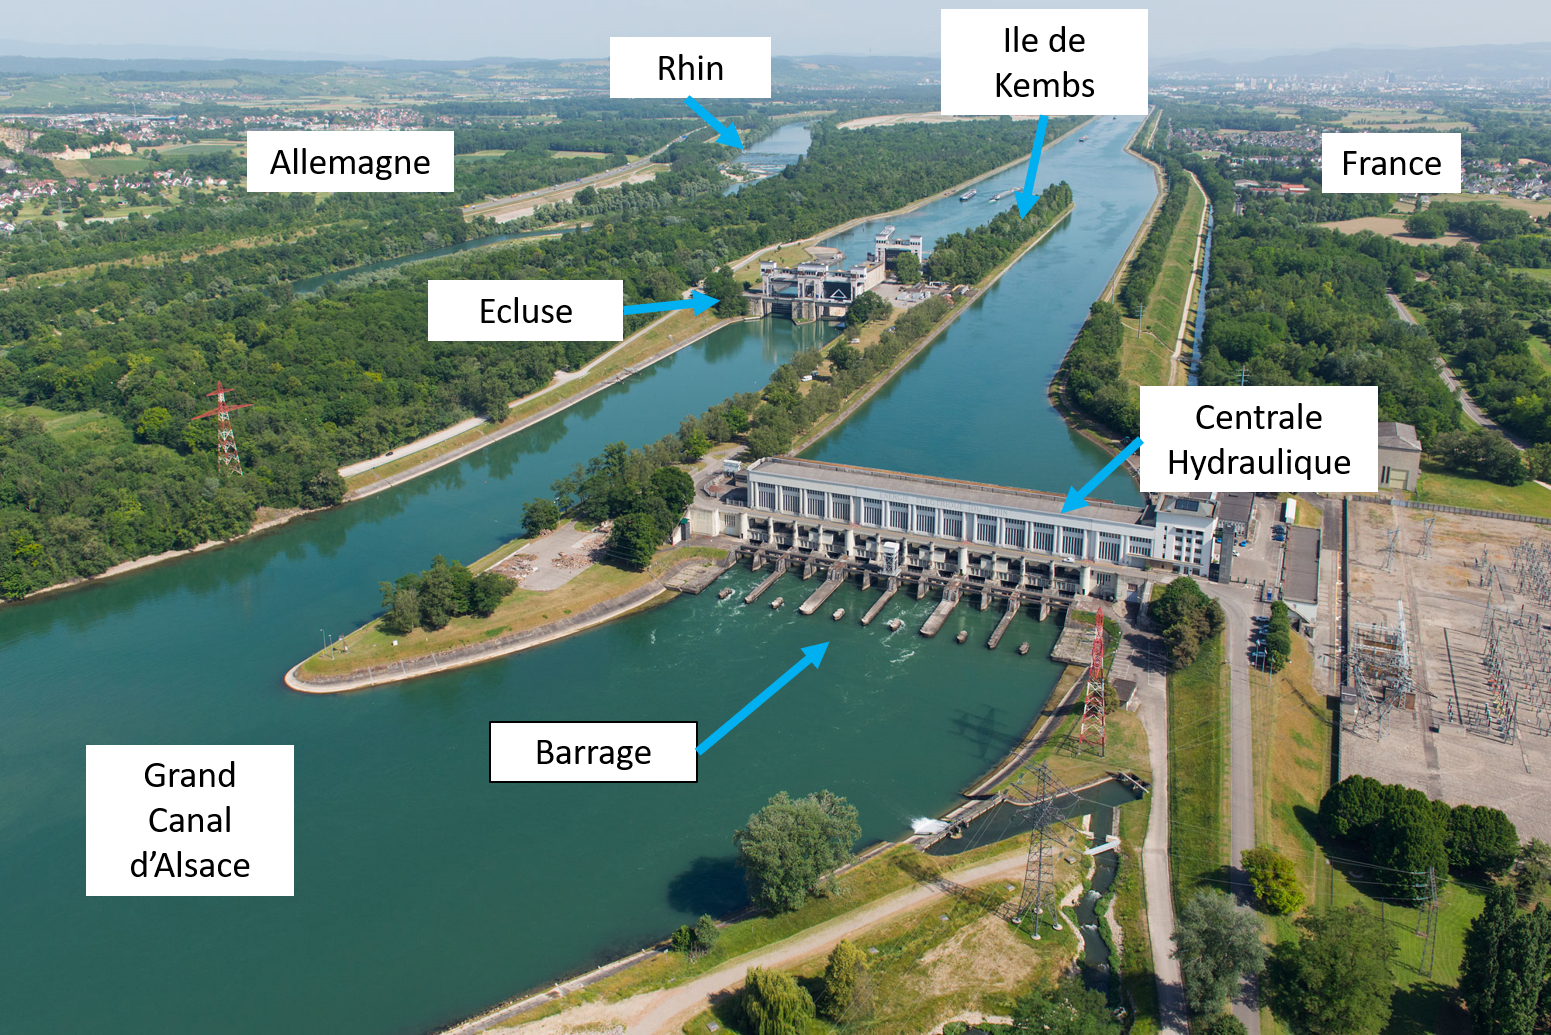 Rhin
Ile de
Kembs
Allemagne
France
Ecluse
Centrale
Hydraulique
Barrage
Grand
Canal
d’Alsace